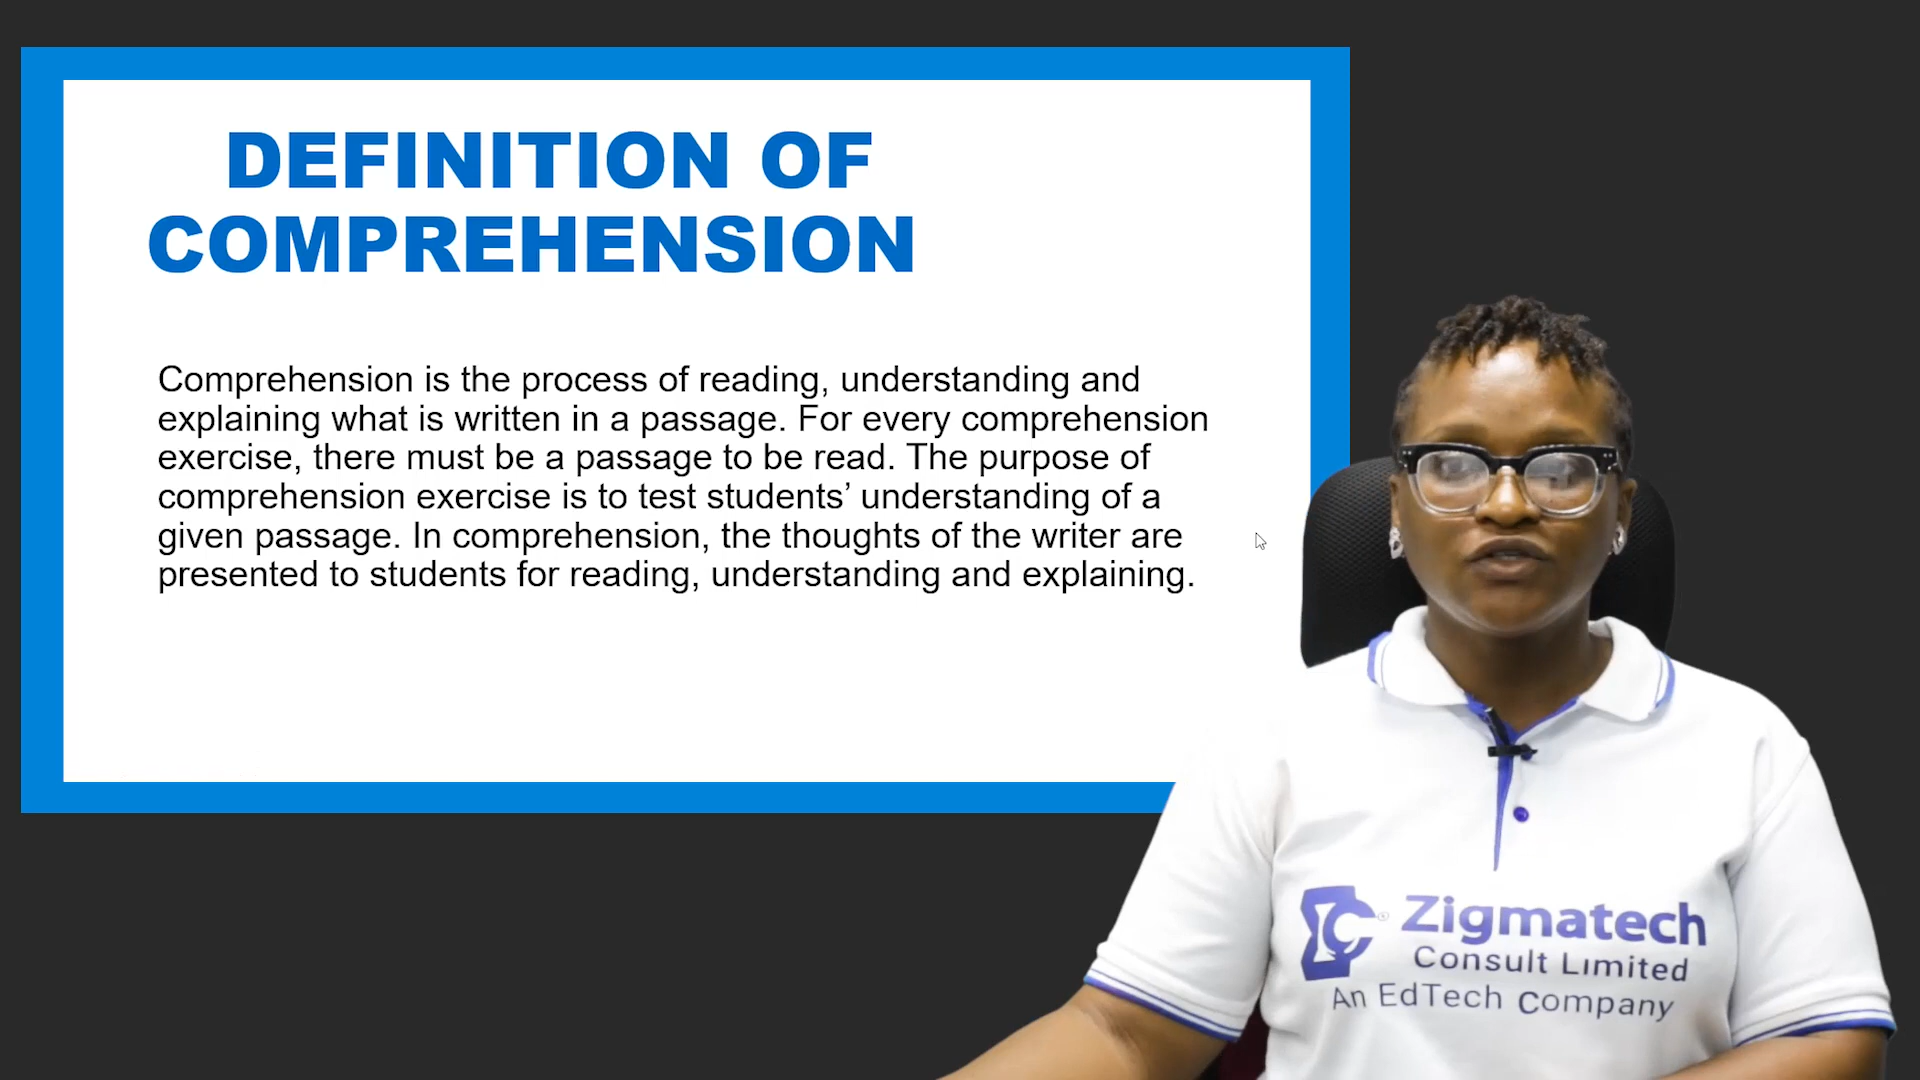 DEFINITION OF
COMPREHENSION
Comprehension is the process of reading, understanding and
explaining what is written in a passage. For every comprehension
exercise, there must be a passage to be read. The purpose of
comprehension exercise is to test students’ understanding of a
given passage. In comprehension, the thoughts of the writer are
presented to students for reading, understanding and explaining.
Zigmatech
Consult Limited
An EdTech Company